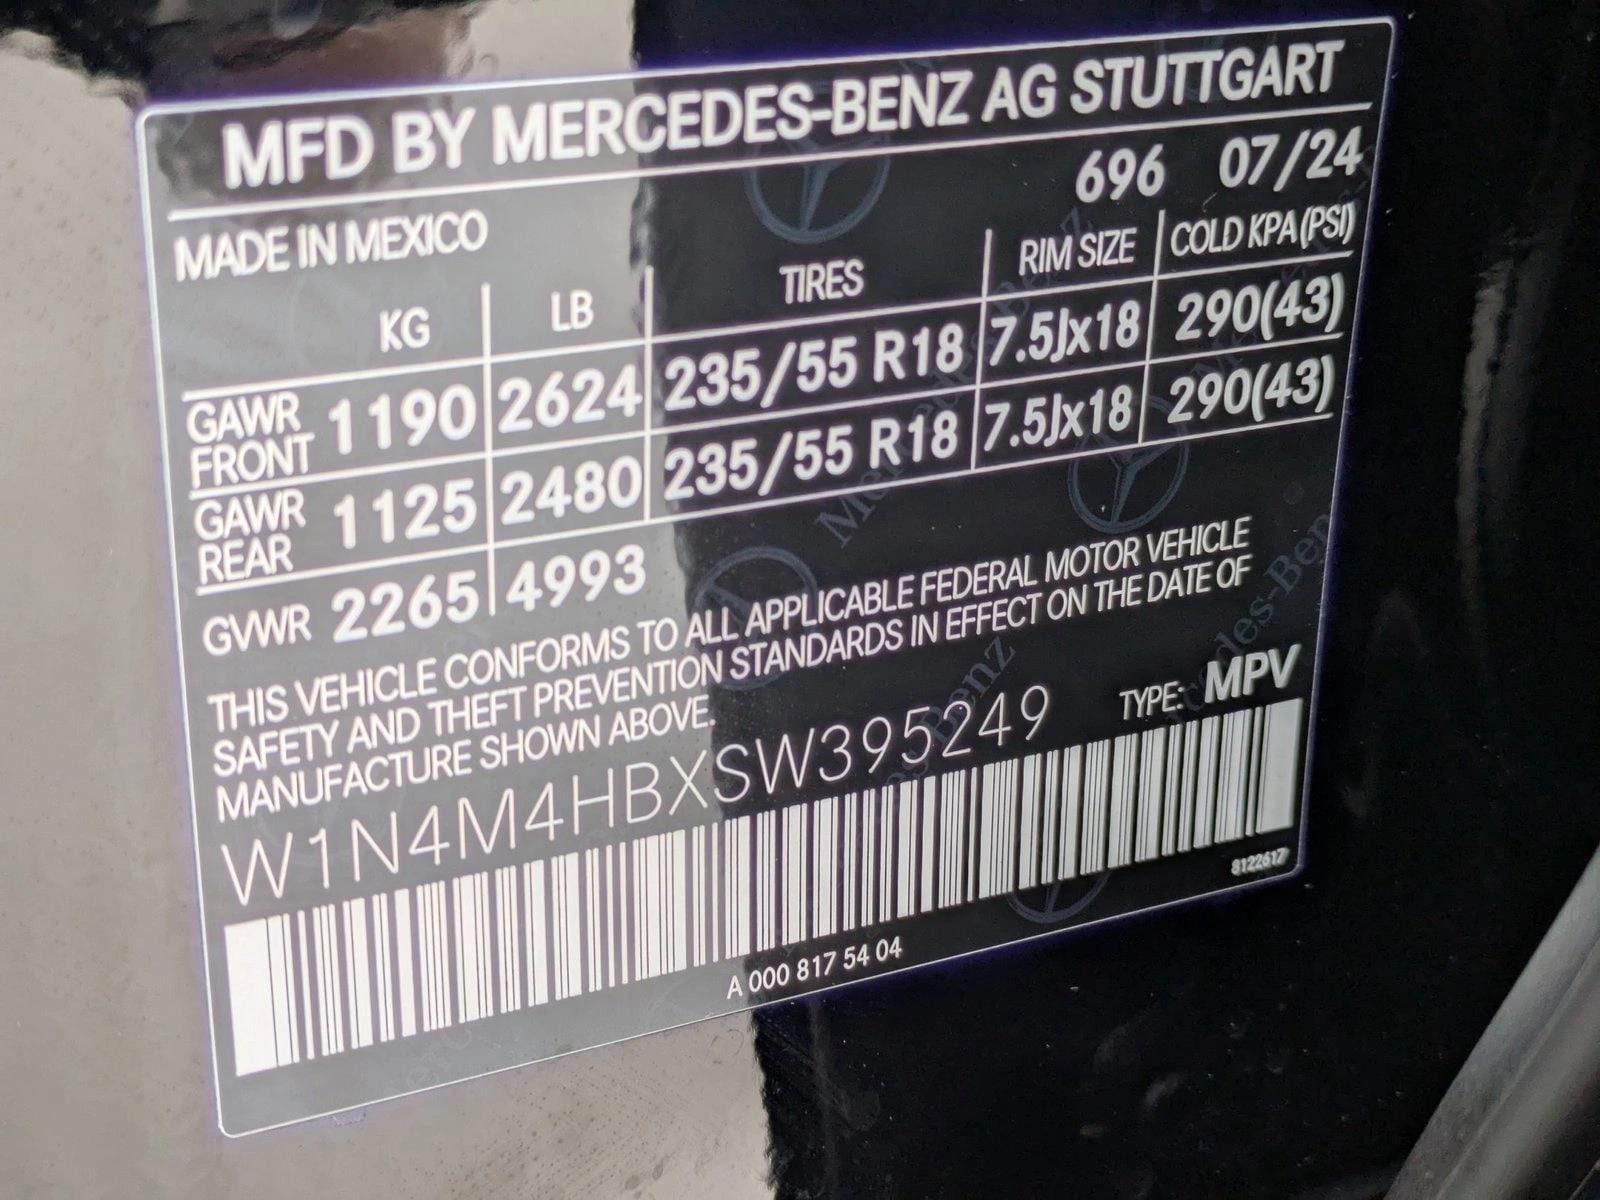 MFD BY MERCEDES-BENZ AG STUTTGART
696 07/24
MADE IN MEXICO
KG LB TIRES RIM SIZE COLD KPA (PSI)
GAWR FRONT 1190 2624 235/55 R18 7.5Jx18 290(43)
GAWR REAR 1125 2480 235/55 R18 7.5Jx18 290(43)
GVWR 2265 4993
THIS VEHICLE CONFORMS TO ALL APPLICABLE FEDERAL MOTOR VEHICLE
SAFETY AND THEFT PREVENTION STANDARDS IN EFFECT ON THE DATE OF
MANUFACTURE SHOWN ABOVE.
TYPE: MPV
W1N4M4HBXSW395249
8122617
A 000 817 54 04
Mercedes-Benz